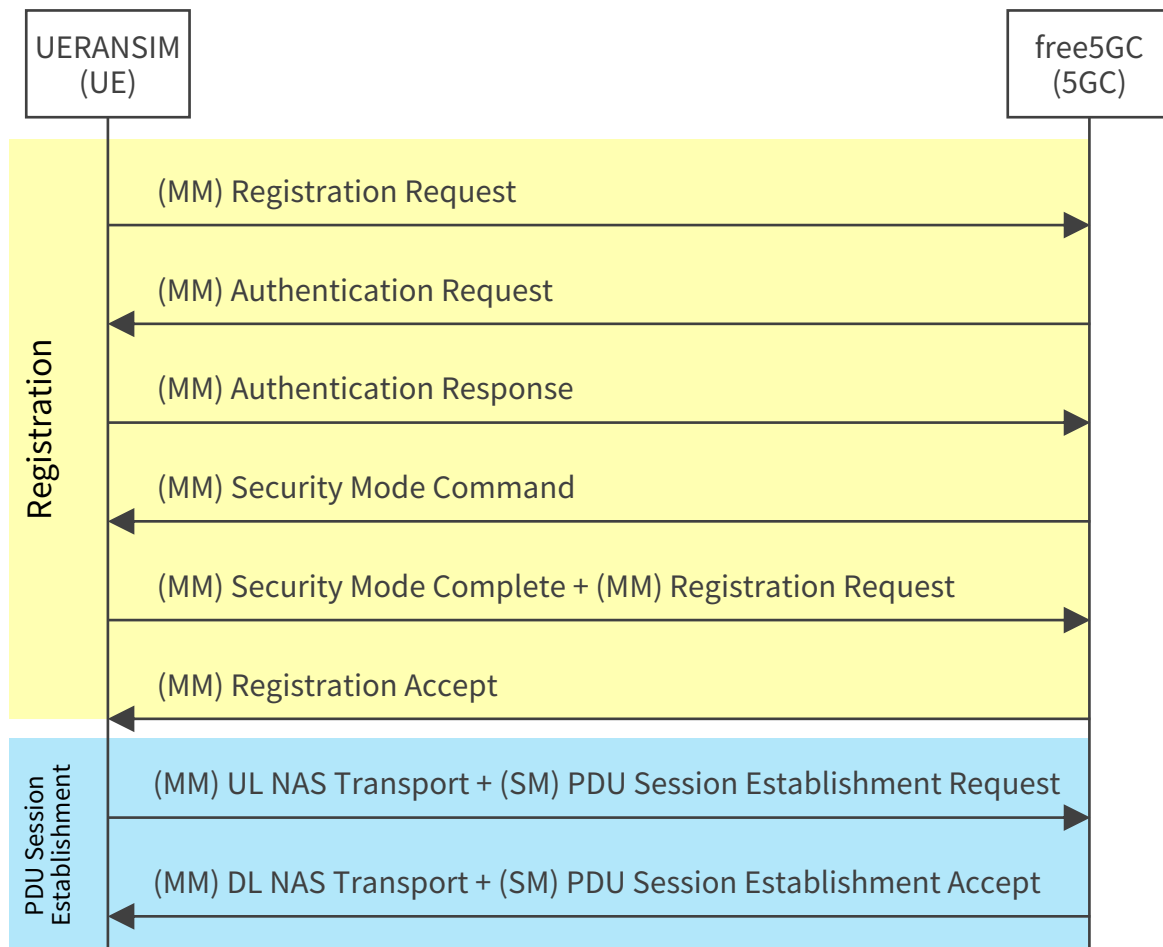 UERANSIM
(UE)
free5GC
(5GC)
Registration
(MM) Registration Request
(MM) Authentication Request
(MM) Authentication Response
(MM) Security Mode Command
(MM) Security Mode Complete + (MM) Registration Request
(MM) Registration Accept
PDU Session
Establishment
(MM) UL NAS Transport + (SM) PDU Session Establishment Request
(MM) DL NAS Transport + (SM) PDU Session Establishment Accept